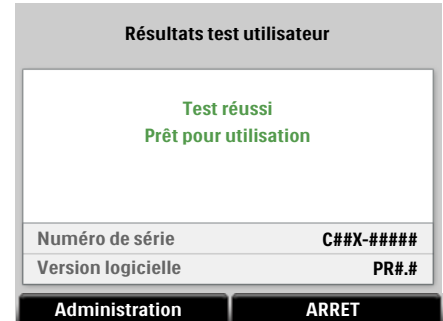 Résultats test utilisateur
Test réussi
Prêt pour utilisation
Numéro de série C##X-#####
Version logicielle PR#.#
Administration ARRET